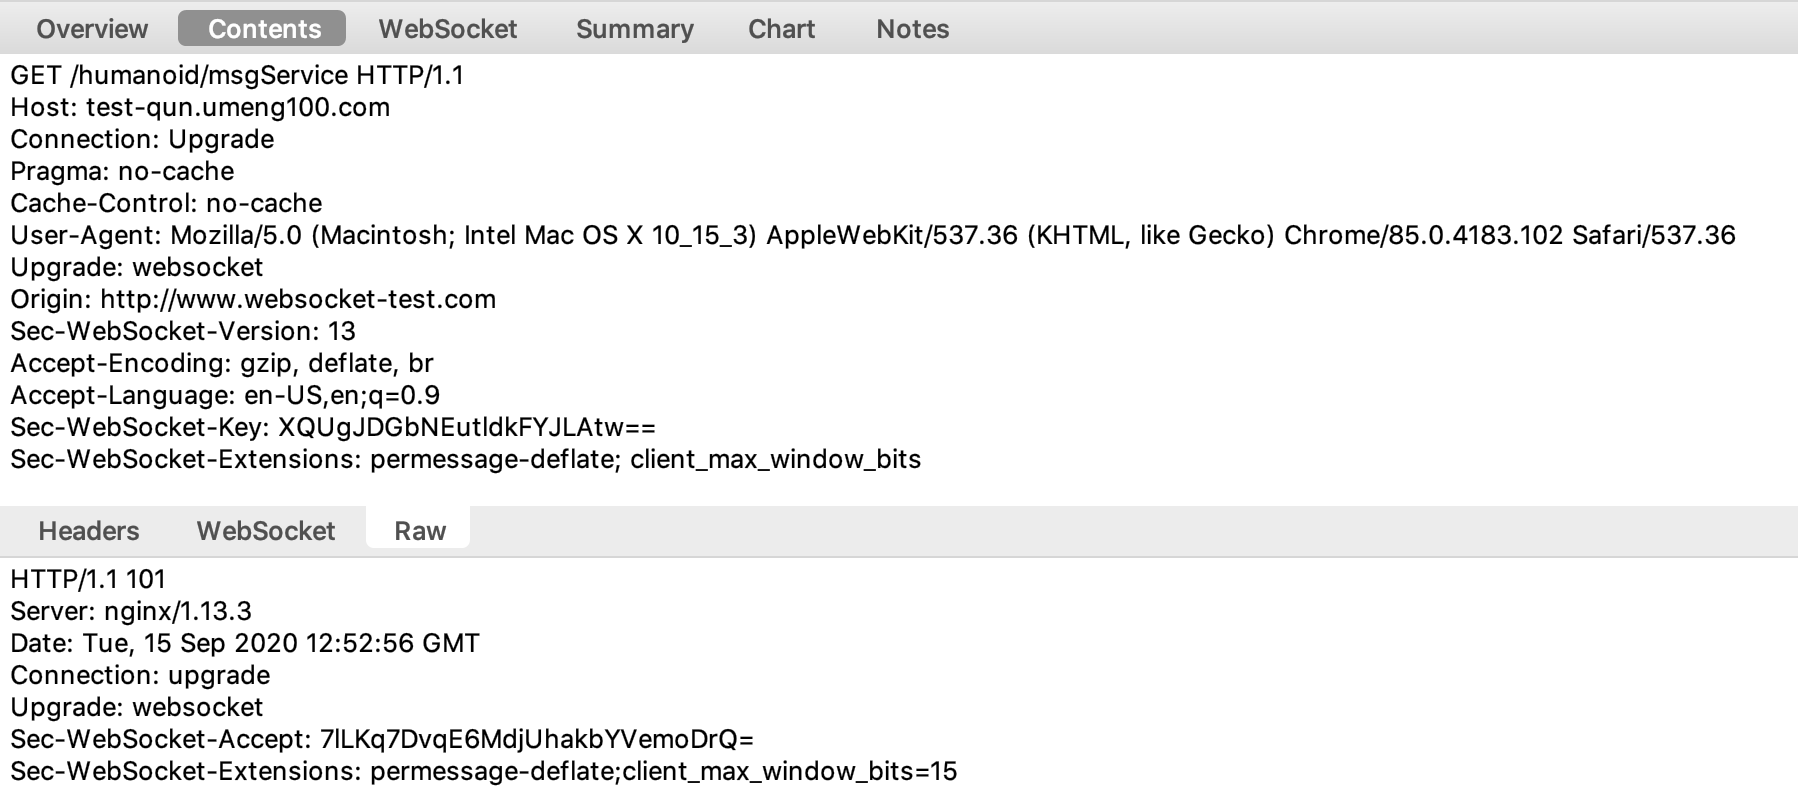 Overview Contents WebSocket Summary Chart Notes
GET /humanoid/msgService HTTP/1.1
Host: test-qun.umeng100.com
Connection: Upgrade
Pragma: no-cache
Cache-Control: no-cache
User-Agent: Mozilla/5.0 (Macintosh; Intel Mac OS X 10_15_3) AppleWebKit/537.36 (KHTML, like Gecko) Chrome/85.0.4183.102 Safari/537.36
Upgrade: websocket
Origin: http://www.websocket-test.com
Sec-WebSocket-Version: 13
Accept-Encoding: gzip, deflate, br
Accept-Language: en-US,en;q=0.9
Sec-WebSocket-Key: XQUgJDGbNEutldkFYJLAtw==
Sec-WebSocket-Extensions: permessage-deflate; client_max_window_bits
Headers WebSocket Raw
HTTP/1.1 101
Server: nginx/1.13.3
Date: Tue, 15 Sep 2020 12:52:56 GMT
Connection: upgrade
Upgrade: websocket
Sec-WebSocket-Accept: 7lLKq7DvqE6MdjUhakbYVemoDrQ=
Sec-WebSocket-Extensions: permessage-deflate;client_max_window_bits=15